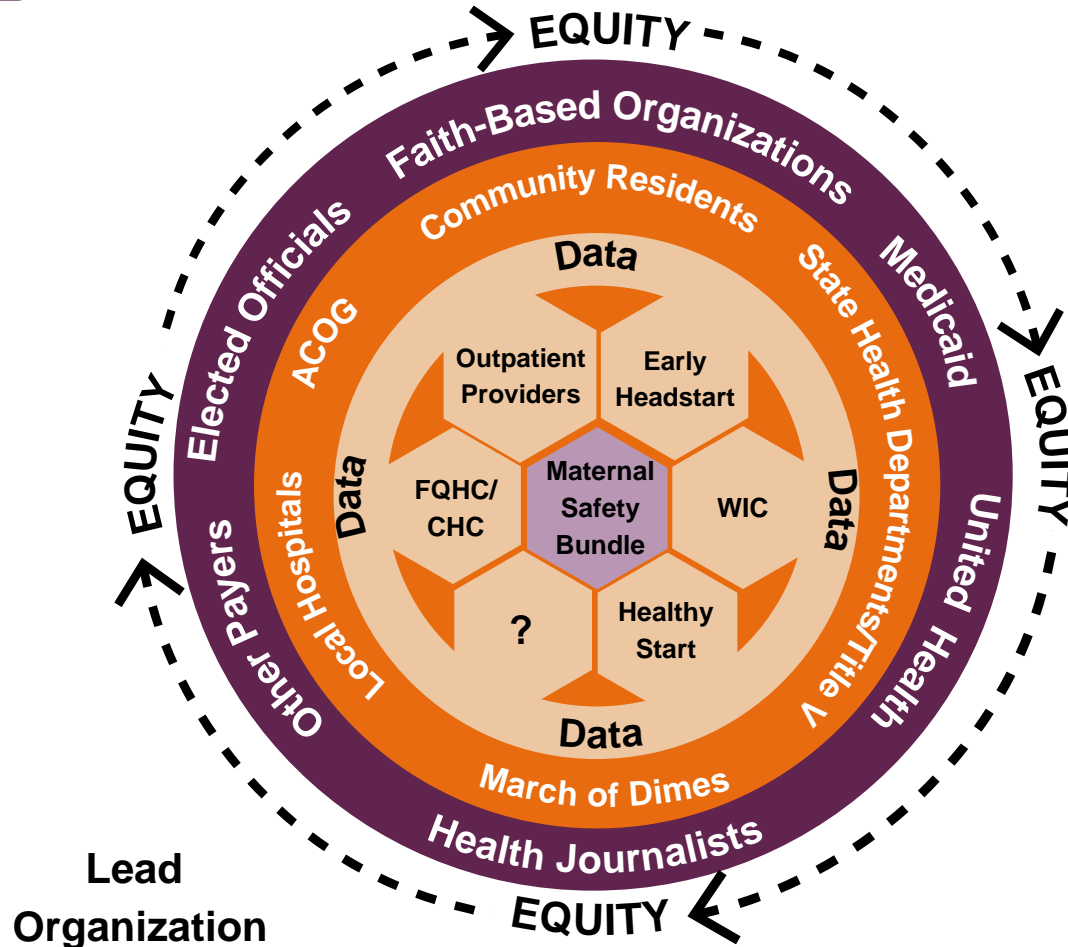 EQUITY
Faith-Based Organizations
Community Residents
Elected Officials
Medicaid
State Health Departments/Title V
ACOG
Data
Outpatient
Providers
Early
Headstart
EQUITY
EQUITY
Data
FQHC/
CHC
Maternal
Safety
Bundle
WIC
Data
Local Hospitals
Other Payers
United Health
?
Healthy
Start
Data
March of Dimes
Health Journalists
EQUITY
Lead
Organization